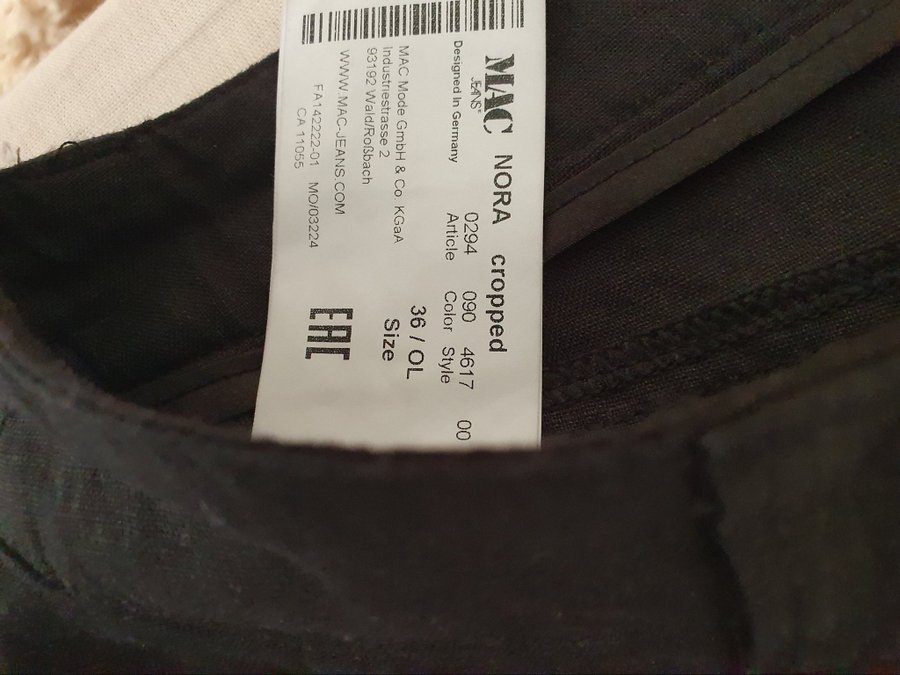 MAC NORA cropped
JEANS®
0294 090 4617 00
Article Color Style
Designed in Germany
36 / OL
Size
MAC Mode GmbH & Co. KGaA
Industriestrasse 2
93192 Wald/Roßbach
WWW.MAC-JEANS.COM
EAC
FA142222-01 MO/03224
CA 11055